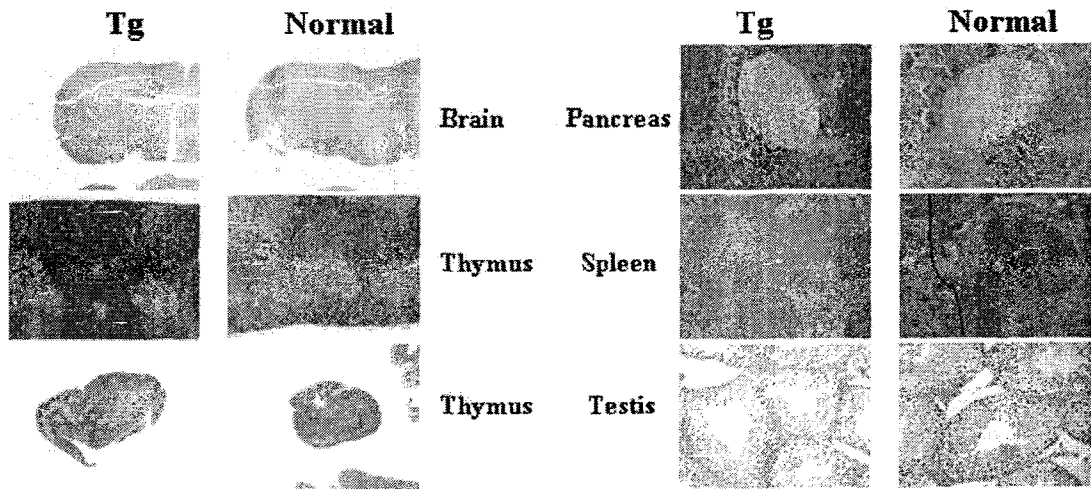 Tg Normal Tg Normal
Brain Pancreas
Thymus Spleen
Thymus Testis